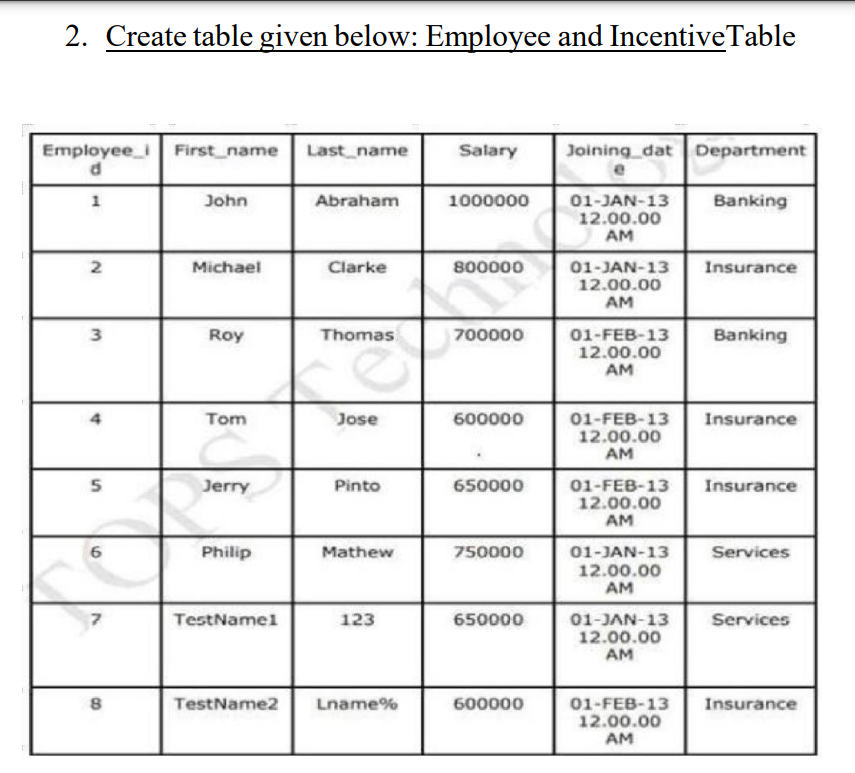 2. Create table given below: Employee and IncentiveTable
Employee_i First_name Last_name Salary Joining_dat Department
d e
1 John Abraham 1000000 01-JAN-13 Banking
12.00.00
AM
2 Michael Clarke 800000 01-JAN-13 Insurance
12.00.00
AM
3 Roy Thomas 700000 01-FEB-13 Banking
12.00.00
AM
4 Tom Jose 600000 01-FEB-13 Insurance
12.00.00
AM
5 Jerry Pinto 650000 01-FEB-13 Insurance
12.00.00
AM
6 Philip Mathew 750000 01-JAN-13 Services
12.00.00
AM
7 TestName1 123 650000 01-JAN-13 Services
12.00.00
AM
8 TestName2 Lname% 600000 01-FEB-13 Insurance
12.00.00
AM
TOPS Technolog